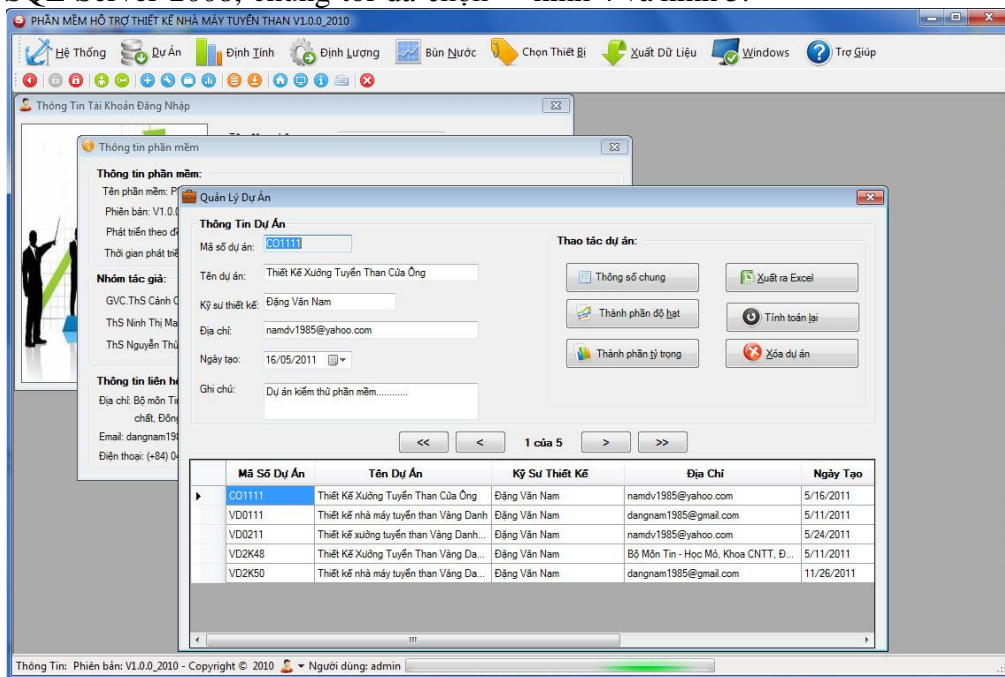 SQL Server 2008, chúng tôi đã chọn hình 4 và hình 5.
PHẦN MỀM HỖ TRỢ THIẾT KẾ NHÀ MÁY TUYỂN THAN V1.0.0_2010
Hệ Thống Dự Án Định Tính Định Lượng Bùn Nước Chọn Thiết Bị Xuất Dữ Liệu Windows Trợ Giúp
Thông Tin Tài Khoản Đăng Nhập
Thông tin phần mềm
Thông tin phần mềm:
Tên phần mềm: P
Phiên bản: V1.0.0
Phát triển theo đ
Thời gian phát triể
Nhóm tác giả:
GVC.ThS Cảnh C
ThS Ninh Thị Ma
ThS Nguyễn Thù
Thông tin liên hệ
Địa chỉ: Bộ môn Ti
chất, Đông
Email: dangnam19
Điện thoại: (+84) 0
Quản Lý Dự Án
Thông Tin Dự Án
Mã số dự án: CO1111
Tên dự án: Thiết Kế Xưởng Tuyển Than Cửa Ông
Kỹ sư thiết kế: Đặng Văn Nam
Địa chỉ: namdv1985@yahoo.com
Ngày tạo: 16/05/2011
Ghi chú: Dự án kiểm thử phần mềm............
Thao tác dự án:
Thông số chung Xuất ra Excel
Thành phần độ hạt Tính toán lại
Thành phần tỷ trọng Xóa dự án
<< < 1 của 5 > >>
Mã Số Dự Án Tên Dự Án Kỹ Sư Thiết Kế Địa Chỉ Ngày Tạo
CO1111 Thiết Kế Xưởng Tuyển Than Cửa Ông Đặng Văn Nam namdv1985@yahoo.com 5/16/2011
VD0111 Thiết kế nhà máy tuyển than Vàng Danh Đặng Văn Nam dangnam1985@gmail.com 5/11/2011
VD0211 Thiết kế xưởng tuyển than Vàng Danh... Đặng Văn Nam namdv1985@yahoo.com 5/24/2011
VD2K48 Thiết Kế Xưởng Tuyển Than Vàng Da... Đặng Văn Nam Bộ Môn Tin - Học Mỏ, Khoa CNTT, Đ... 5/11/2011
VD2K50 Thiết kế nhà máy tuyển than Vàng Da... Đặng Văn Nam dangnam1985@gmail.com 11/26/2011
Thông Tin: Phiên bản: V1.0.0_2010 - Copyright © 2010 Người dùng: admin